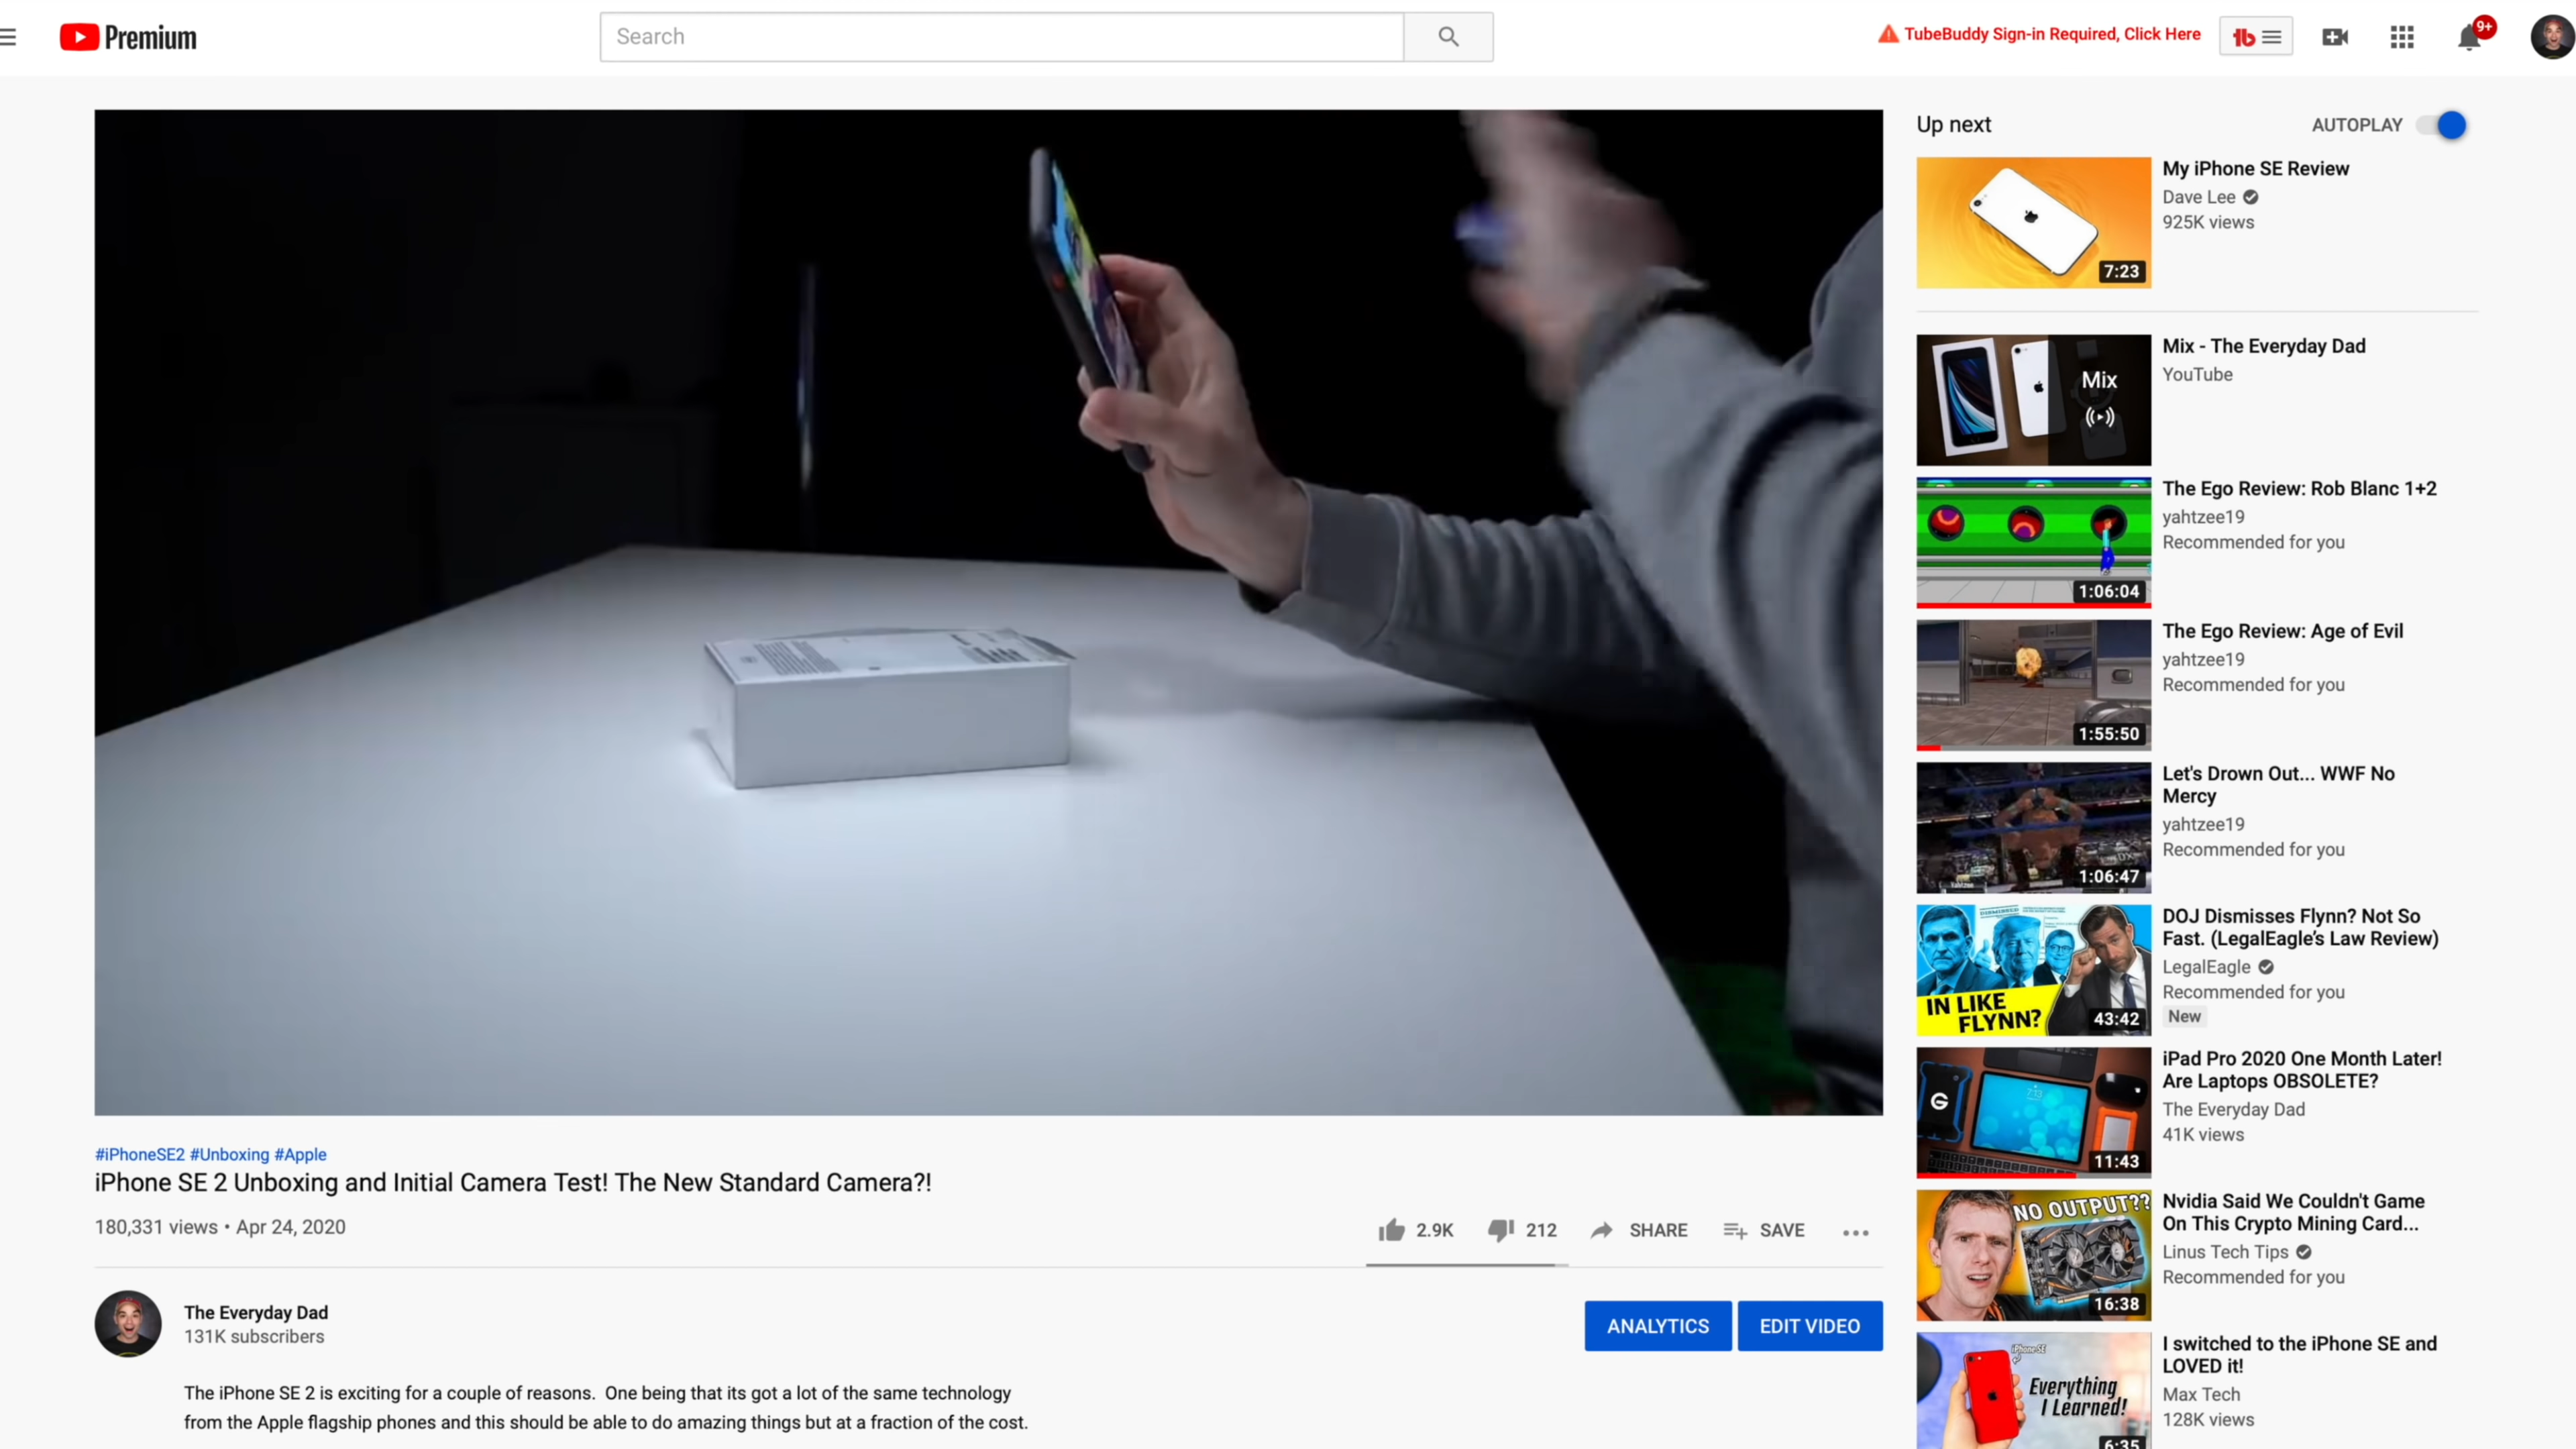 Premium
Search
TubeBuddy Sign-in Required, Click Here
tb
9+
Up next
AUTOPLAY
My iPhone SE Review
Dave Lee
925K views
7:23
Mix - The Everyday Dad
YouTube
Mix
The Ego Review: Rob Blanc 1+2
yahtzee19
Recommended for you
1:06:04
The Ego Review: Age of Evil
yahtzee19
Recommended for you
1:55:50
Let's Drown Out... WWF No
Mercy
yahtzee19
Recommended for you
Yahtzee
1:06:47
DOJ Dismisses Flynn? Not So
Fast. (LegalEagle's Law Review)
LegalEagle
Recommended for you
New
DISMISSED
IN LIKE
FLYNN?
43:42
iPad Pro 2020 One Month Later!
Are Laptops OBSOLETE?
The Everyday Dad
41K views
G
11:43
Nvidia Said We Couldn't Game
On This Crypto Mining Card...
Linus Tech Tips
Recommended for you
NO OUTPUT??
16:38
I switched to the iPhone SE and
LOVED it!
Max Tech
128K views
iPhone SE
Everything
I Learned!
6:35
#iPhoneSE2 #Unboxing #Apple
iPhone SE 2 Unboxing and Initial Camera Test! The New Standard Camera?!
180,331 views • Apr 24, 2020
2.9K
212
SHARE
SAVE
The Everyday Dad
131K subscribers
ANALYTICS
EDIT VIDEO
The iPhone SE 2 is exciting for a couple of reasons. One being that its got a lot of the same technology
from the Apple flagship phones and this should be able to do amazing things but at a fraction of the cost.